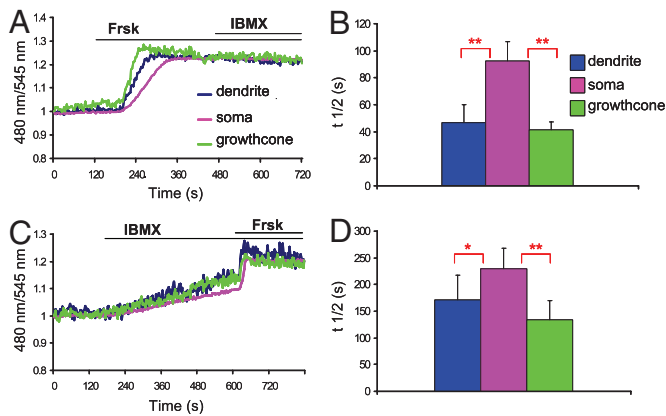 A
Frsk
IBMX
480 nm/545 nm
1.4
1.3
1.2
1.1
1
0.9
0.8
dendrite
soma
growthcone
0 120 240 360 480 600 720
Time (s)
B
t 1/2 (s)
120
100
80
60
40
20
0
** **
dendrite
soma
growthcone
C
IBMX
Frsk
480 nm/545 nm
1.3
1.2
1.1
1
0.9
0.8
0 120 240 360 480 600 720
Time (s)
D
t 1/2 (s)
300
250
200
150
100
50
0
* **